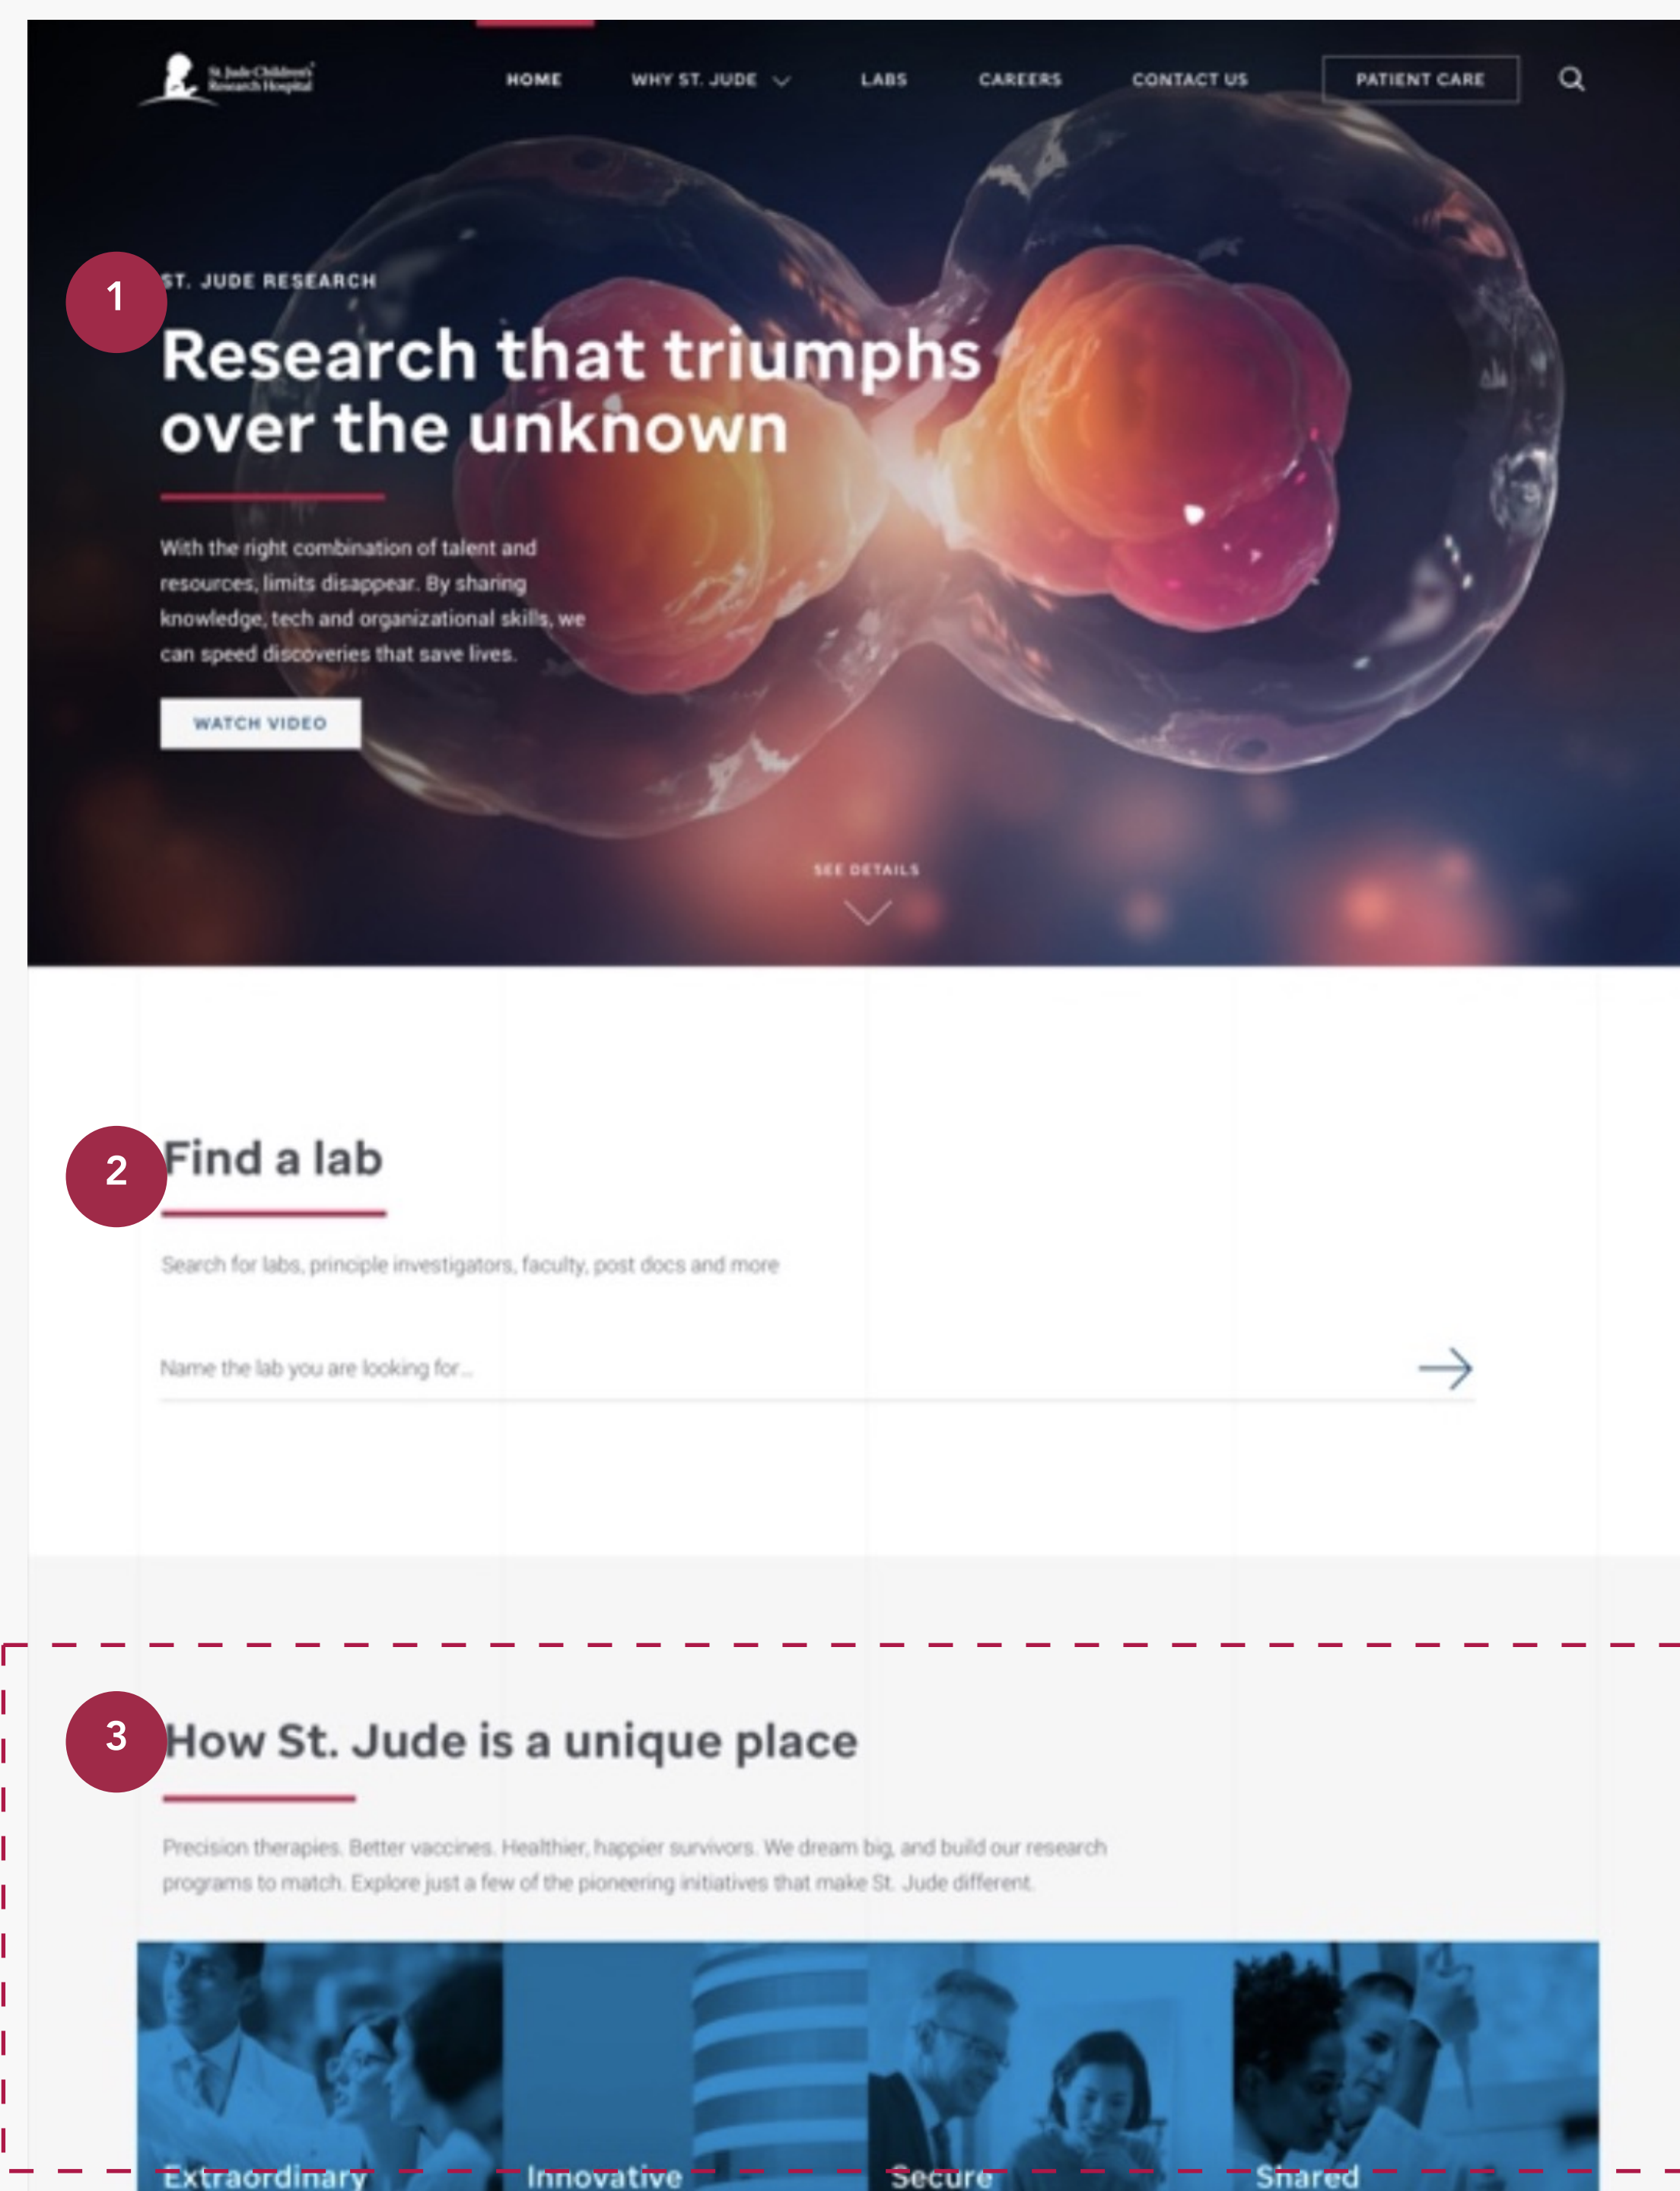 St. Jude Children's
Research Hospital
HOME
WHY ST. JUDE
LABS
CAREERS
CONTACT US
PATIENT CARE
1
ST. JUDE RESEARCH
Research that triumphs
over the unknown
With the right combination of talent and
resources, limits disappear. By sharing
knowledge, tech and organizational skills, we
can speed discoveries that save lives.
WATCH VIDEO
SEE DETAILS
2
Find a lab
Search for labs, principle investigators, faculty, post docs and more
Name the lab you are looking for...
3
How St. Jude is a unique place
Precision therapies. Better vaccines. Healthier, happier survivors. We dream big, and build our research
programs to match. Explore just a few of the pioneering initiatives that make St. Jude different.
Extraordinary
Innovative
Secure
Shared